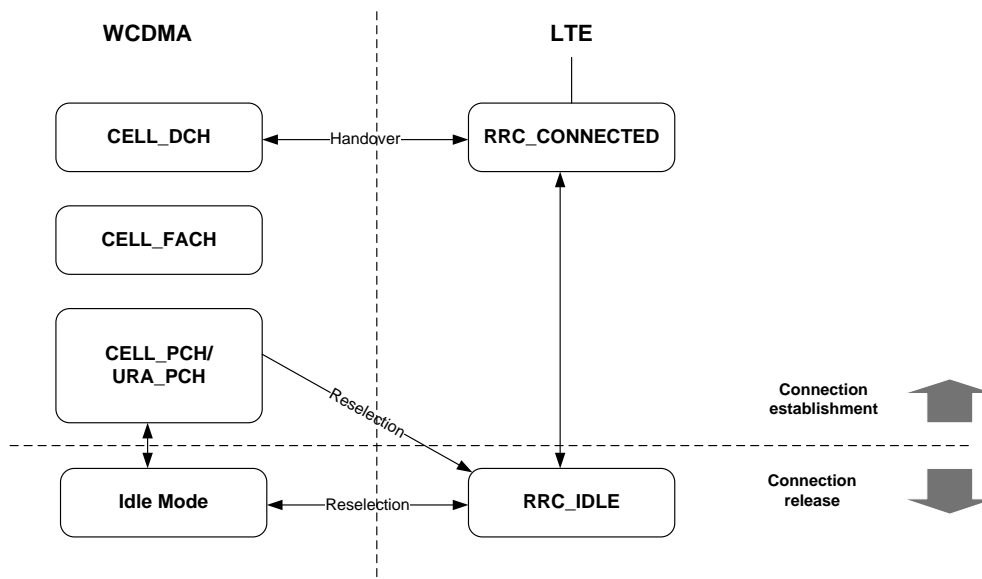 WCDMA
LTE
CELL_DCH
Handover
RRC_CONNECTED
CELL_FACH
CELL_PCH/
URA_PCH
Reselection
Connection
establishment
Idle Mode
Reselection
RRC_IDLE
Connection
release